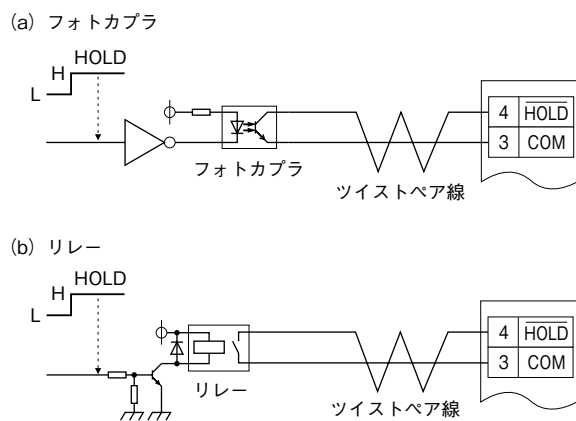 (a) フォトカプラ
HOLD
H
L
4 H̅O̅L̅D̅
3 COM
フォトカプラ
ツイストペア線
(b) リレー
HOLD
H
L
4 H̅O̅L̅D̅
3 COM
リレー
ツイストペア線